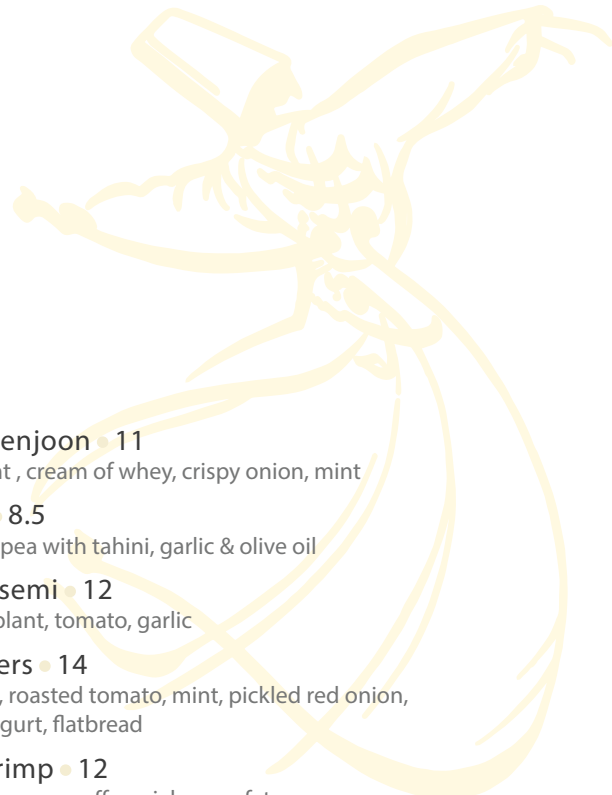 enjoon • 11
nt , cream of whey, crispy onion, mint
8.5
pea with tahini, garlic & olive oil
semi • 12
plant, tomato, garlic
ers • 14
, roasted tomato, mint, pickled red onion,
gurt, flatbread
rimp • 12